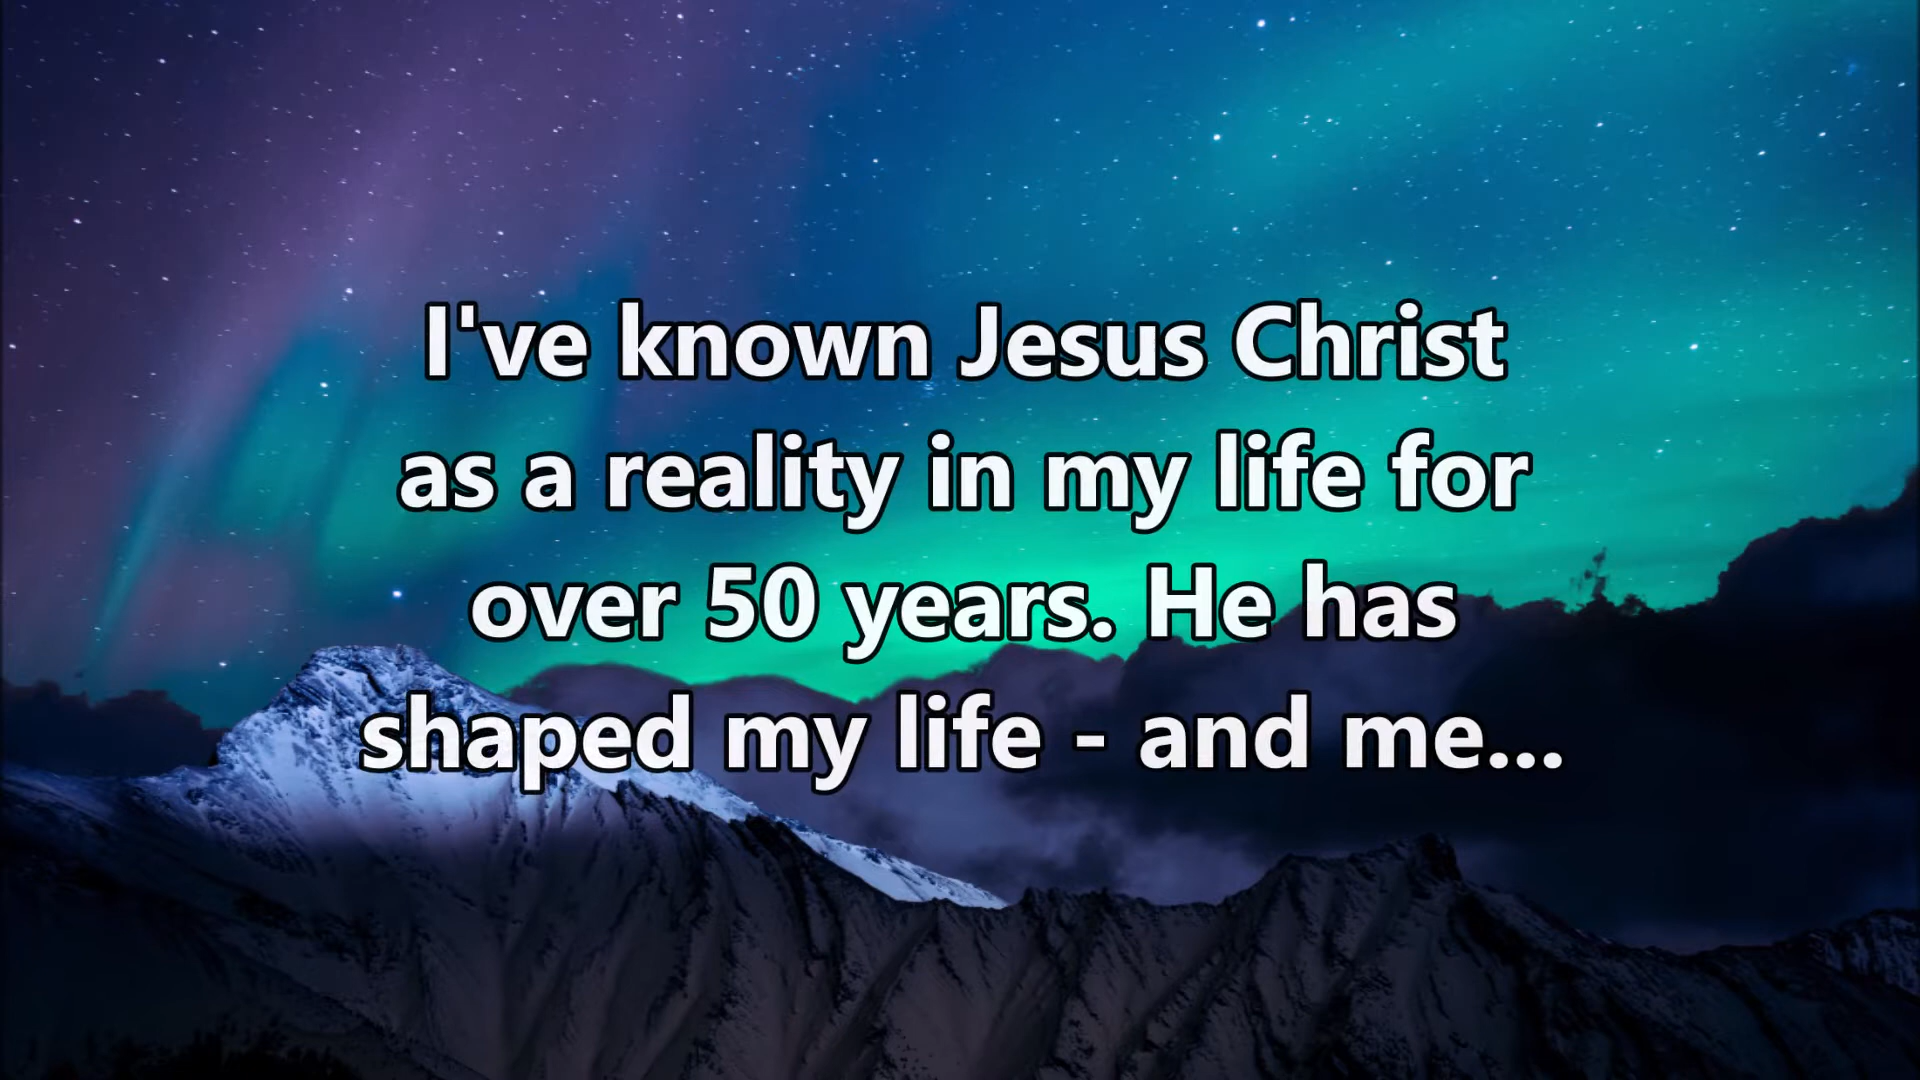 I've known Jesus Christ
as a reality in my life for
over 50 years. He has
shaped my life - and me...